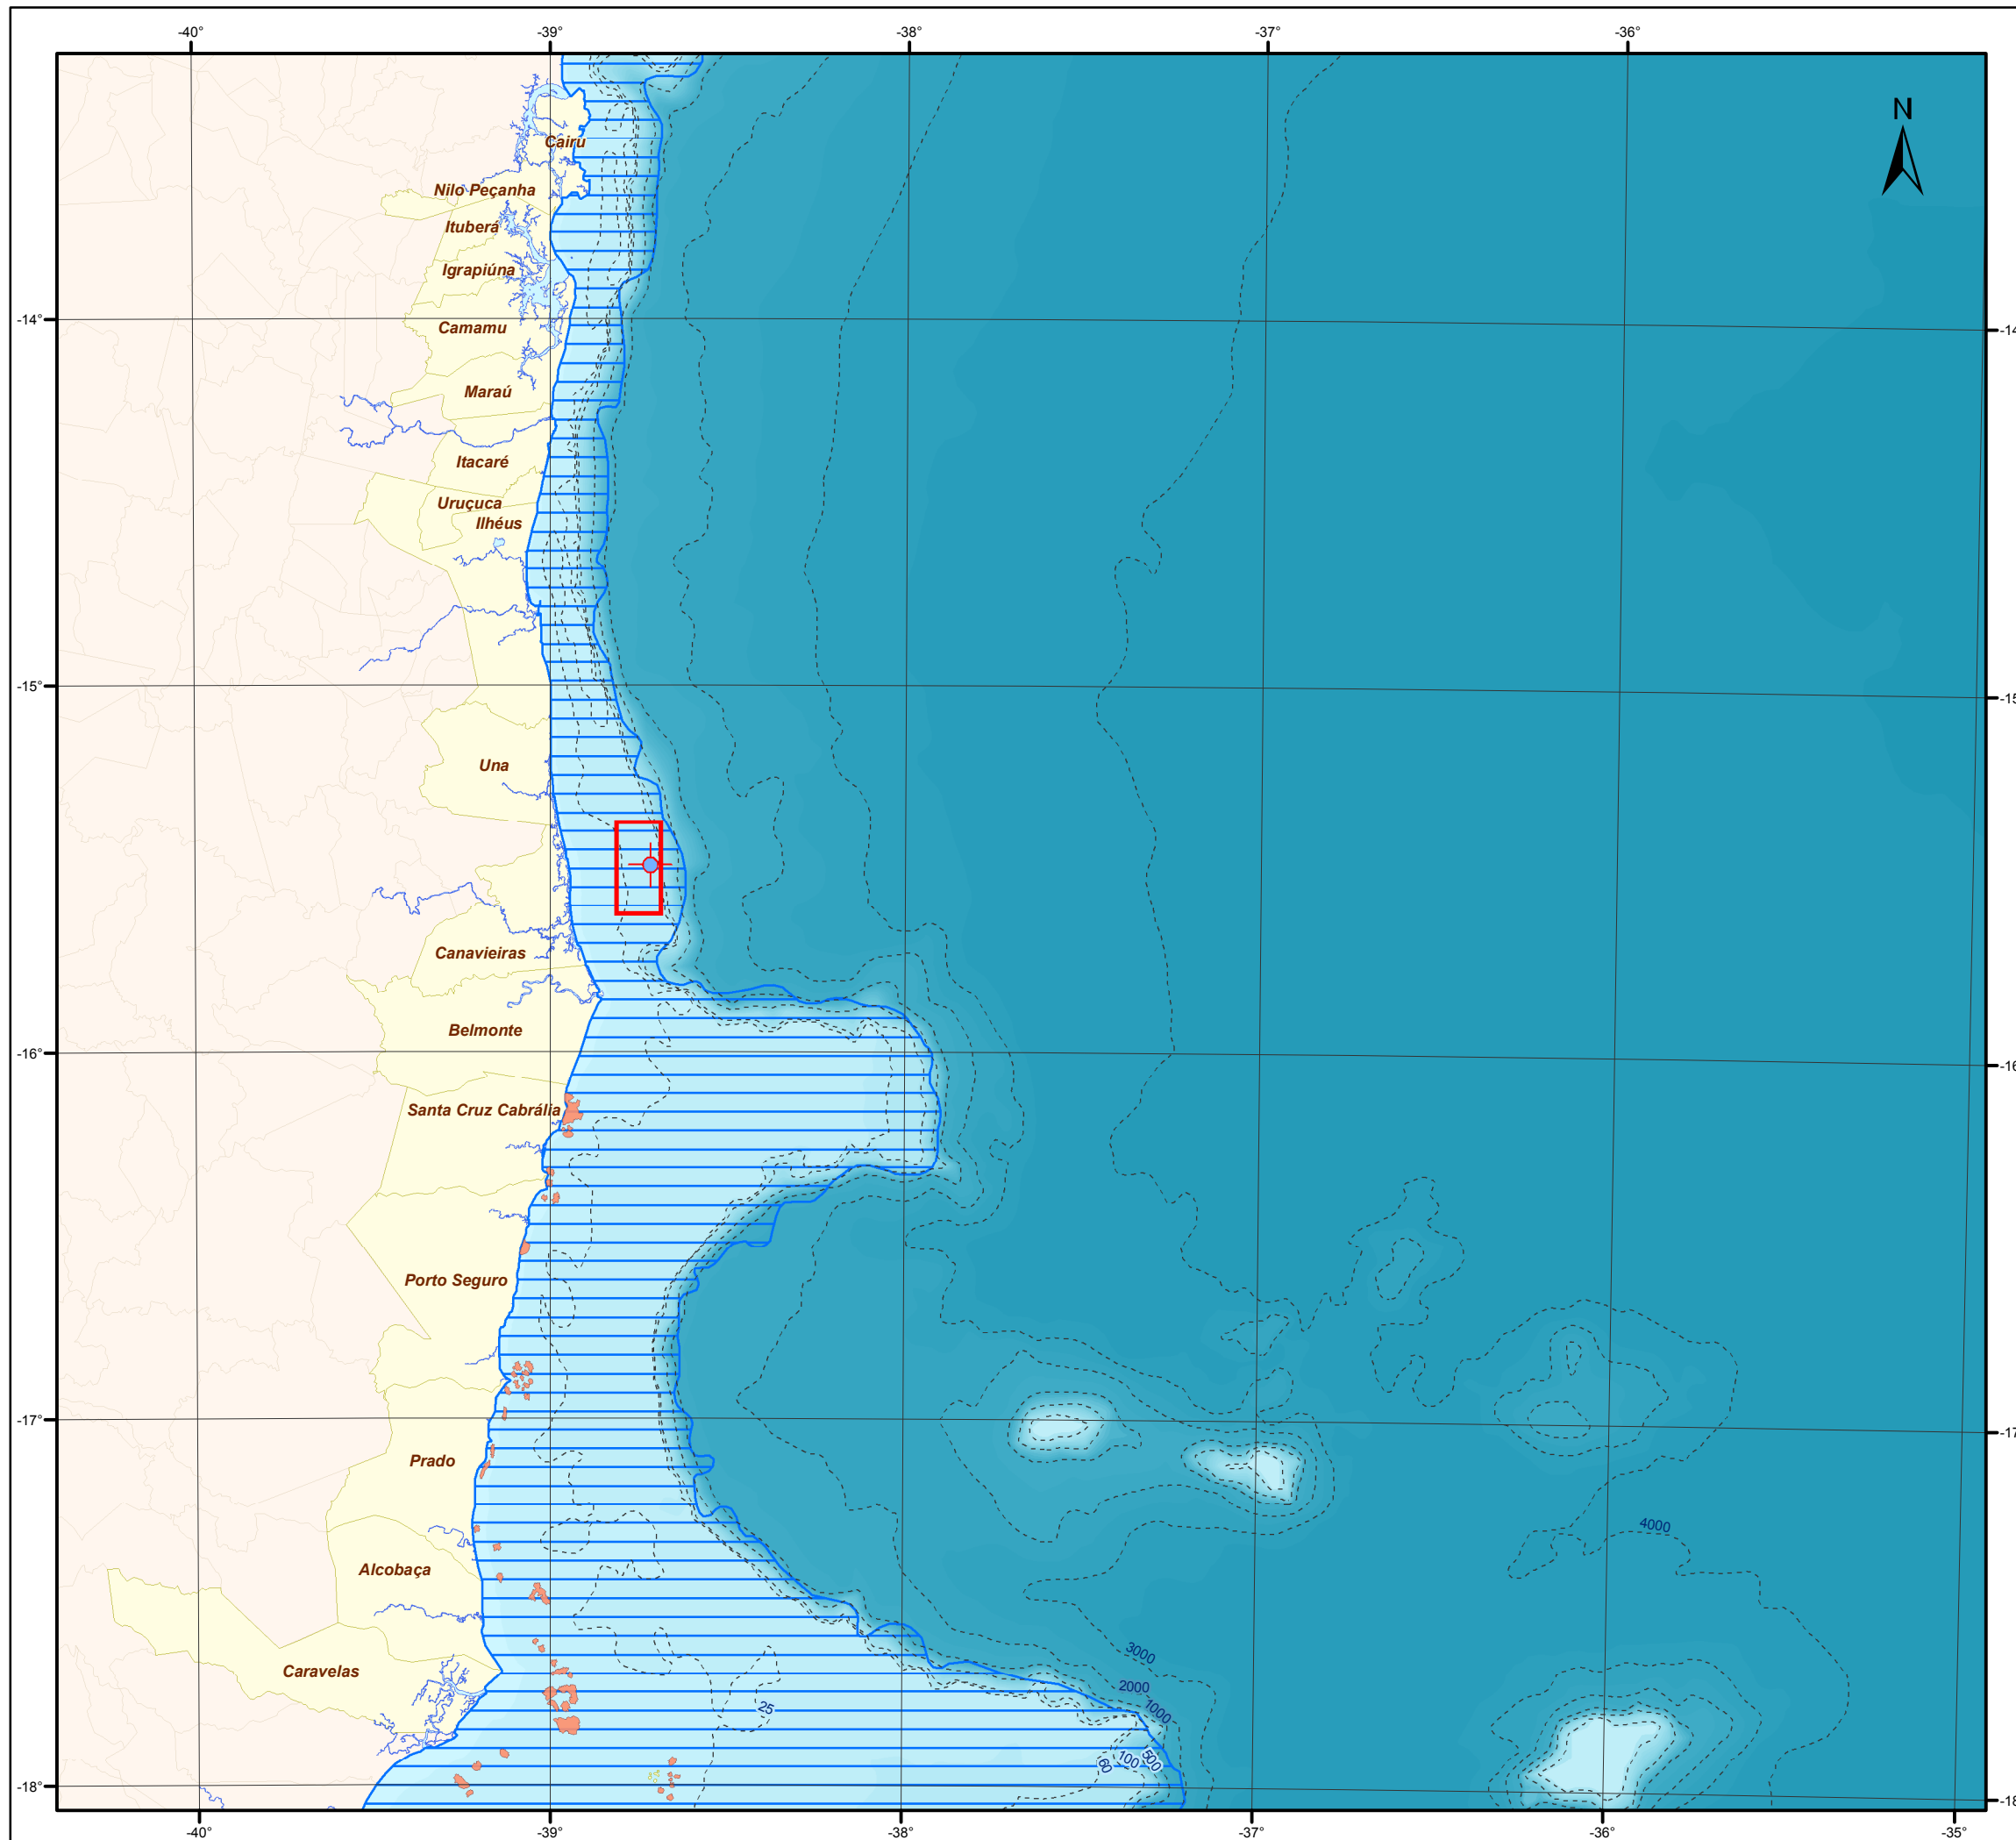 -40°
-39°
-38°
-37°
-36°
N
Cairu
Nilo Peçanha
Ituberá
Igrapiúna
-14°
-14
Camamu
Maraú
Itacaré
Uruçuca
Ilhéus
-15°
-15
Una
Canavieiras
Belmonte
-16°
-16
Santa Cruz Cabrália
Porto Seguro
-17°
-17
Prado
4000
Alcobaça
3000
Caravelas
2000
1000
25
500
100
60
-18°
-18
-40°
-39°
-38°
-37°
-36°
-35°